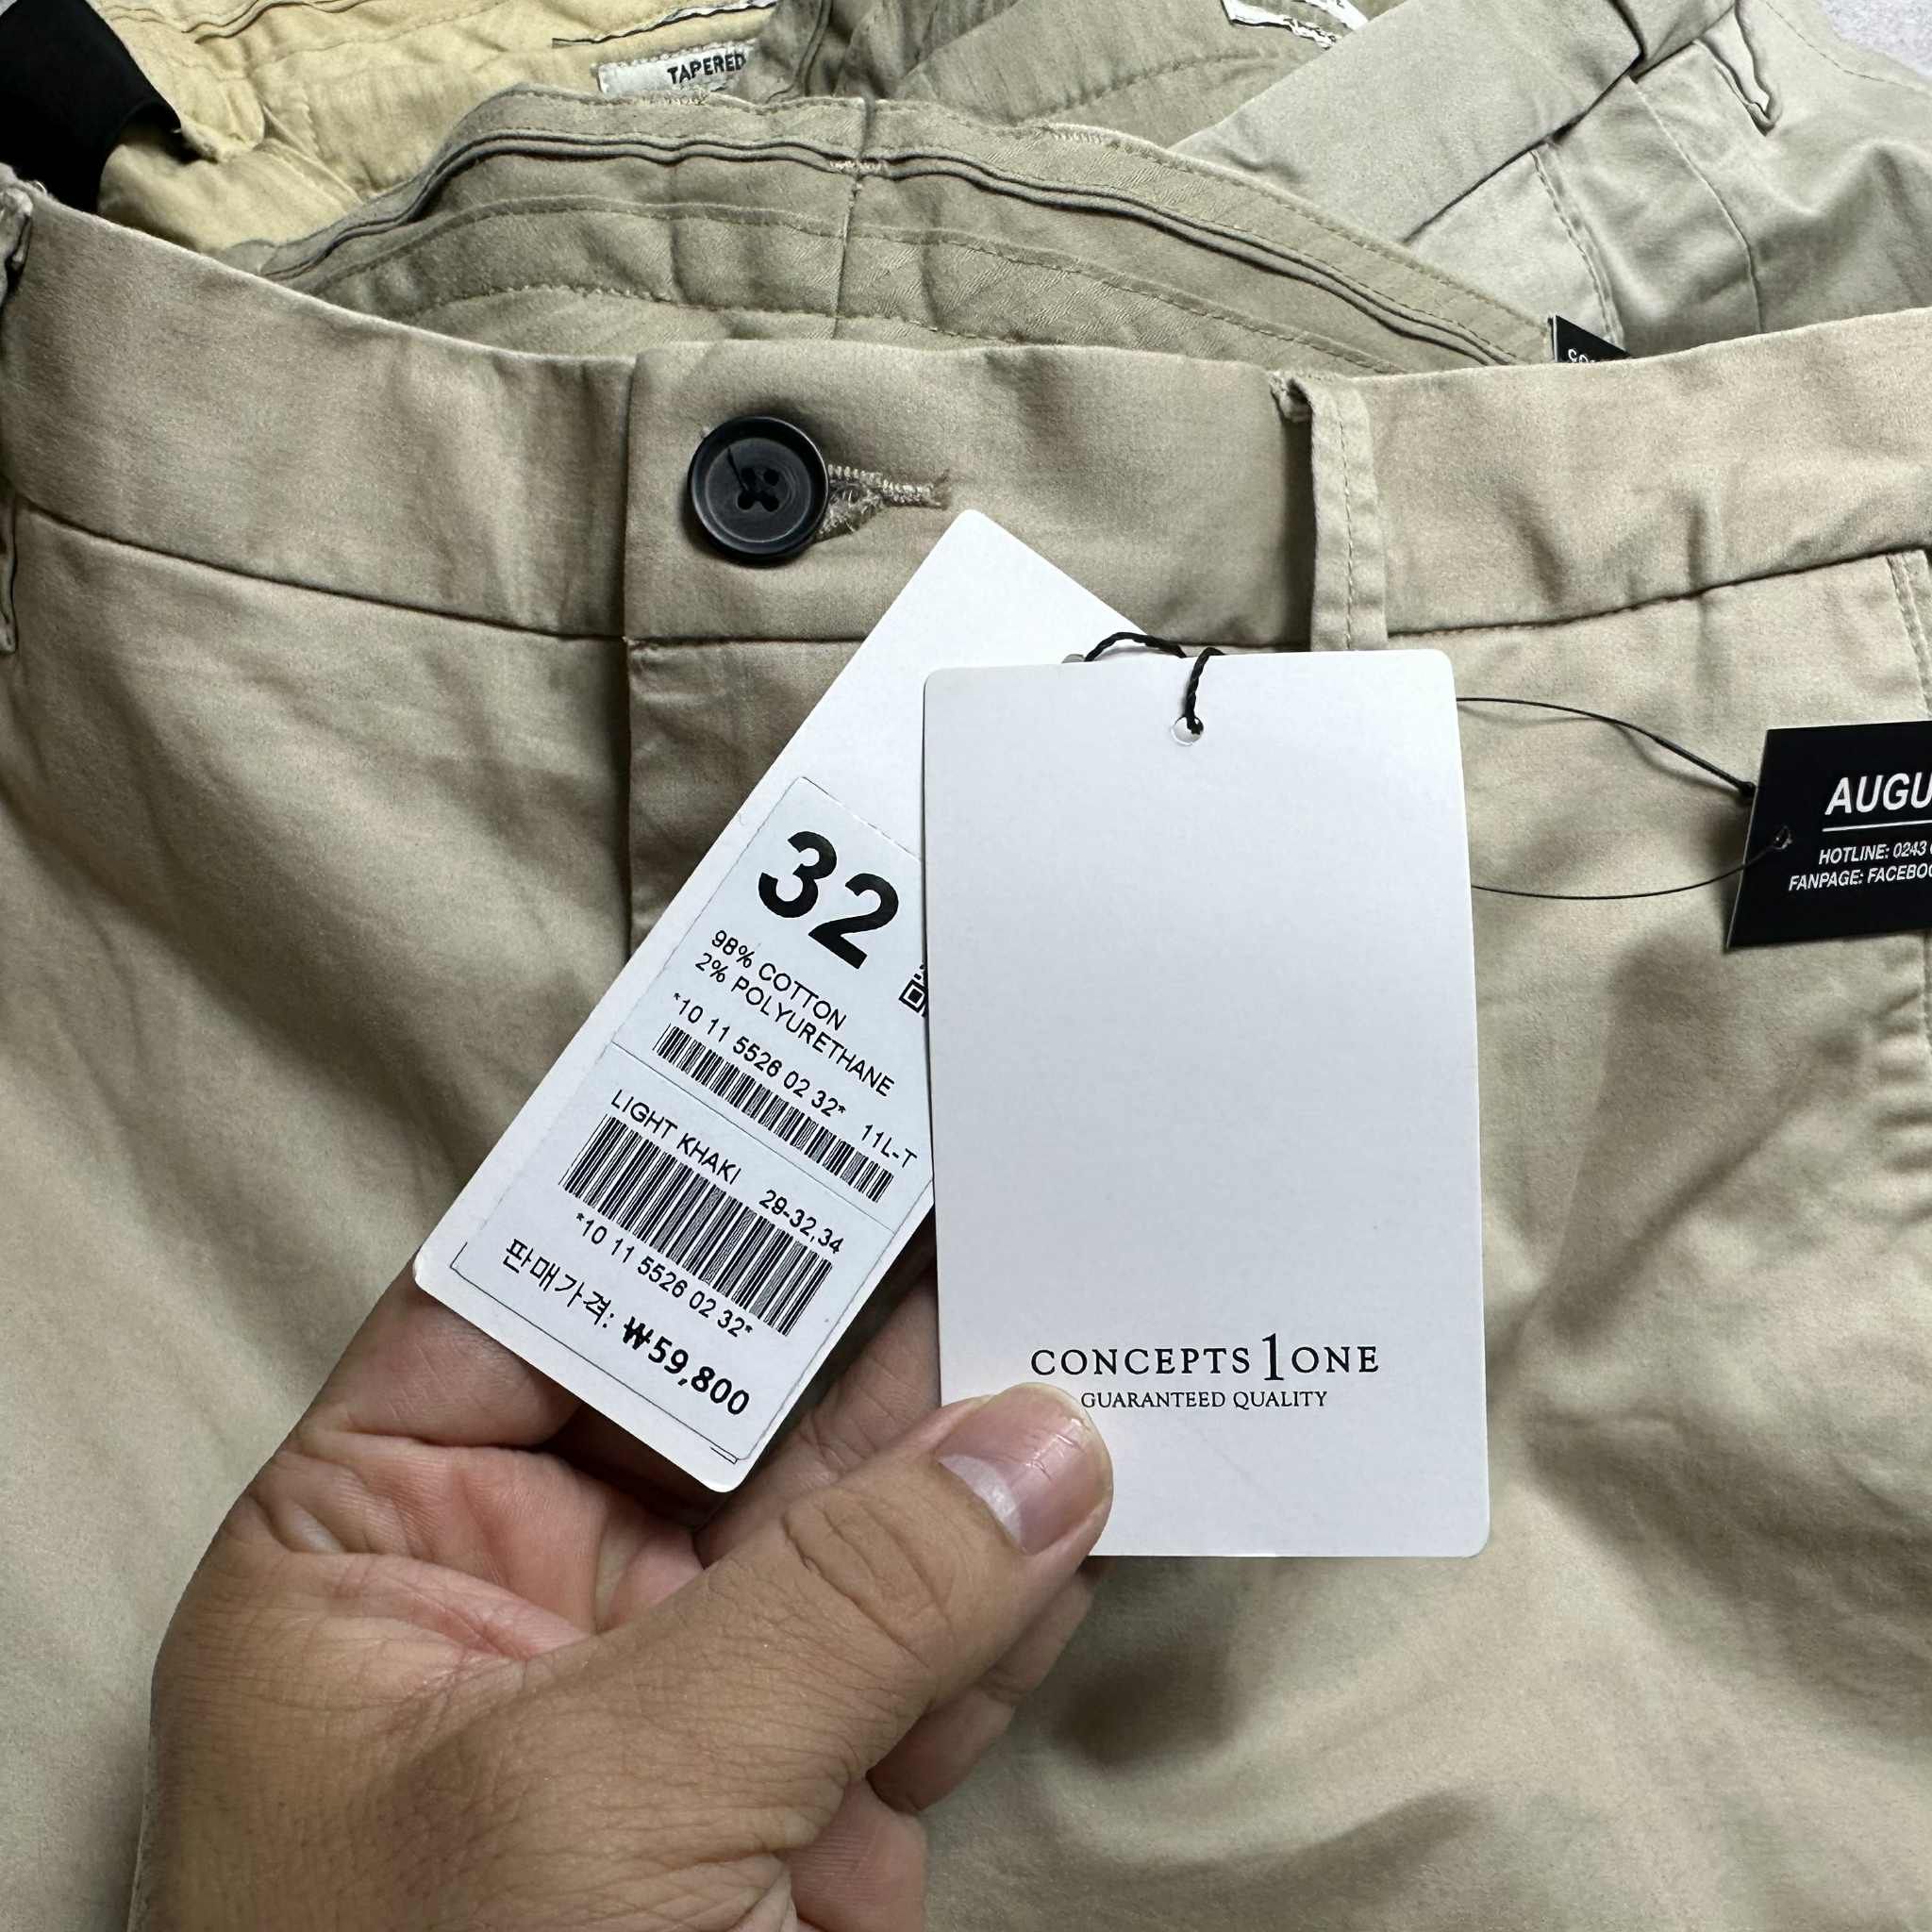 TAPERED
32
98% COTTON
2% POLYURETHANE
*10 11 5526 02 32*
11L-T
LIGHT KHAKI
29-32,34
*10 11 5526 02 32*
판매가격: ₩59,800
CONCEPTS 1 ONE
GUARANTEED QUALITY
AUGU
HOTLINE: 0243
FANPAGE: FACEBOO